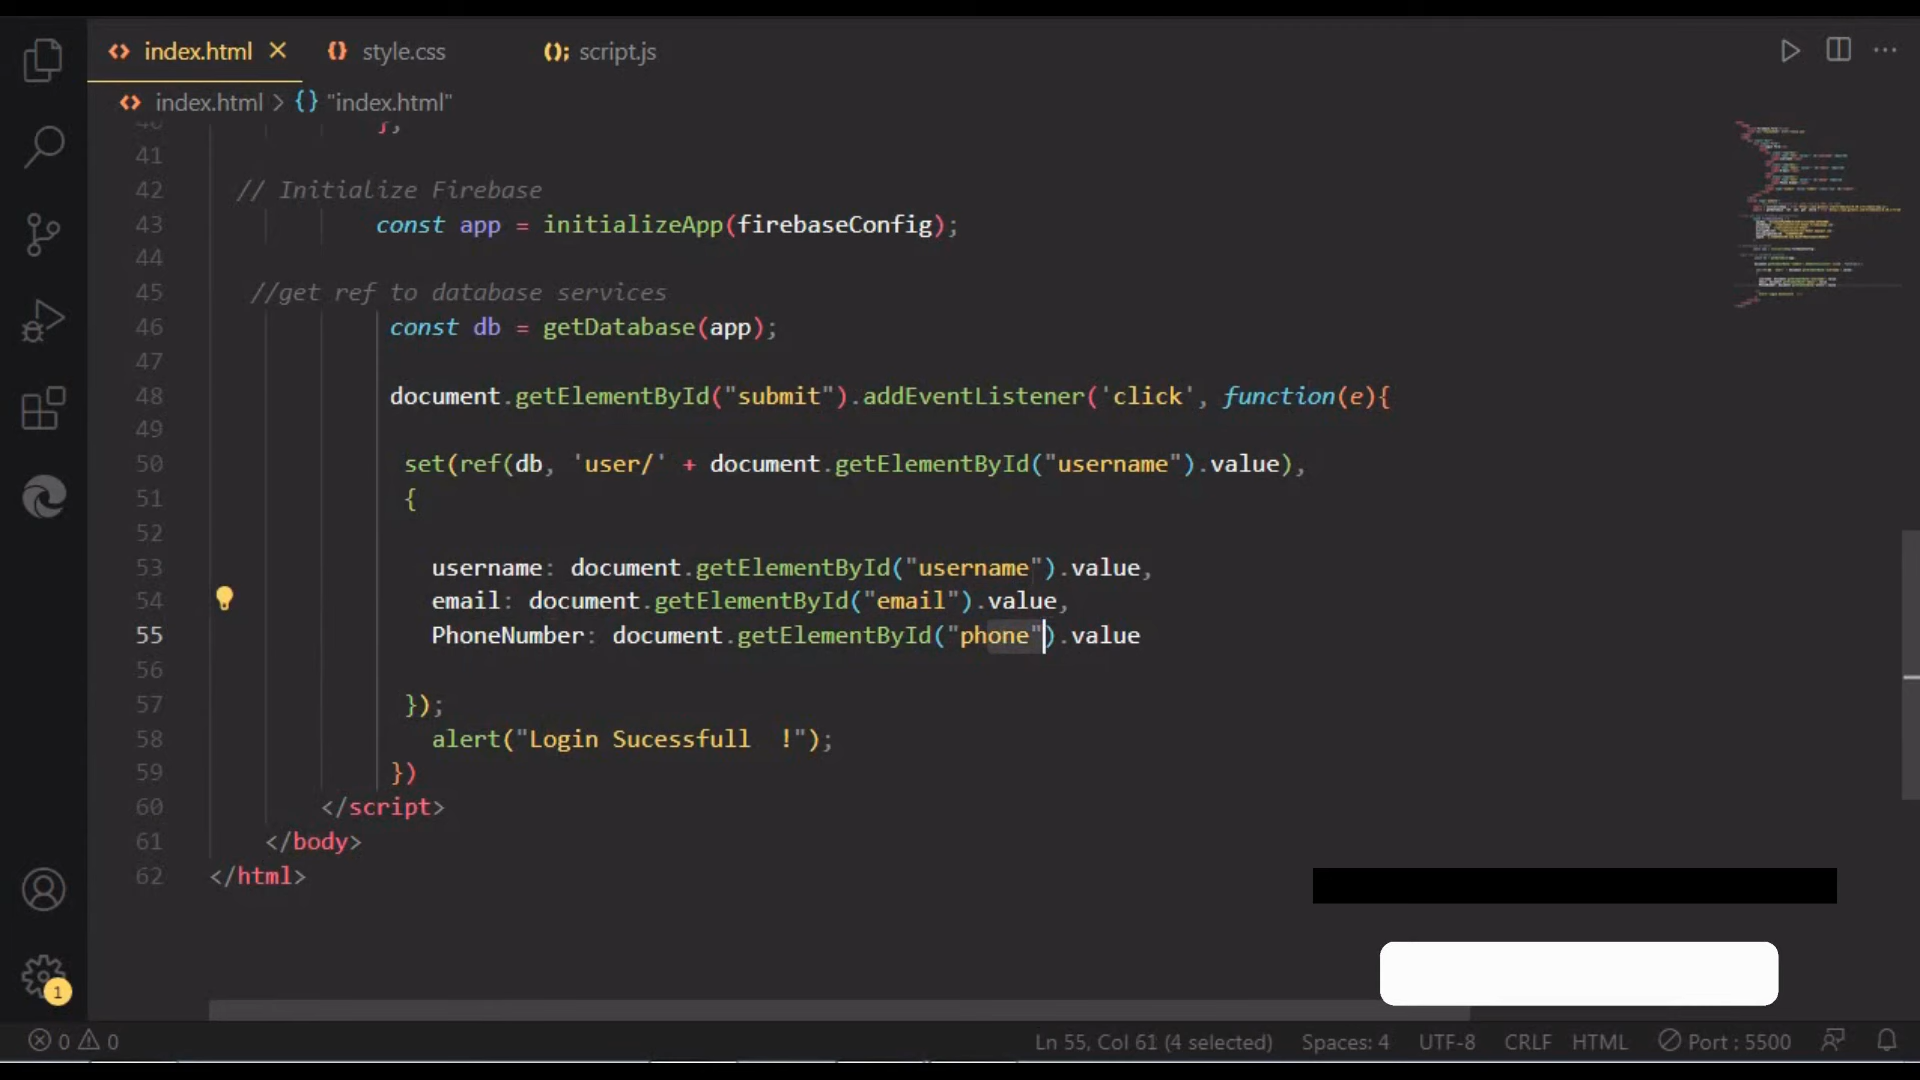 index.html
style.css
script.js
index.html > {} "index.html"
40 },
41
42 // Initialize Firebase
43 const app = initializeApp(firebaseConfig);
44
45 //get ref to database services
46 const db = getDatabase(app);
47
48 document.getElementById("submit").addEventListener('click', function(e){
49
50 set(ref(db, 'user/' + document.getElementById("username").value),
51 {
52
53 username: document.getElementById("username").value,
54 email: document.getElementById("email").value,
55 PhoneNumber: document.getElementById("phone").value
56
57 });
58 alert("Login Sucessfull  !");
59 })
60 </script>
61 </body>
62 </html>
1
0 0 Ln 55, Col 61 (4 selected) Spaces: 4 UTF-8 CRLF HTML Port : 5500